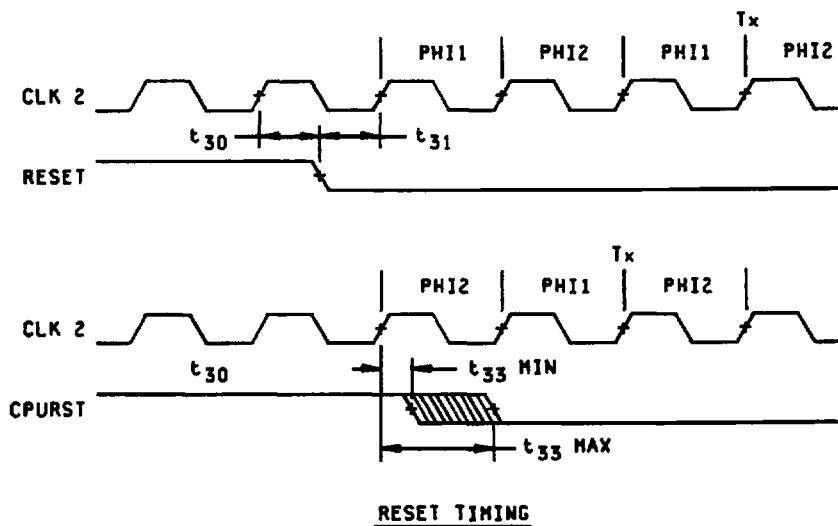 Tx
PHI1 PHI2 PHI1 PHI2
CLK 2
t30 t31
RESET
Tx
PHI2 PHI1 PHI2
CLK 2
t30 t33 MIN
CPURST
t33 MAX
RESET TIMING